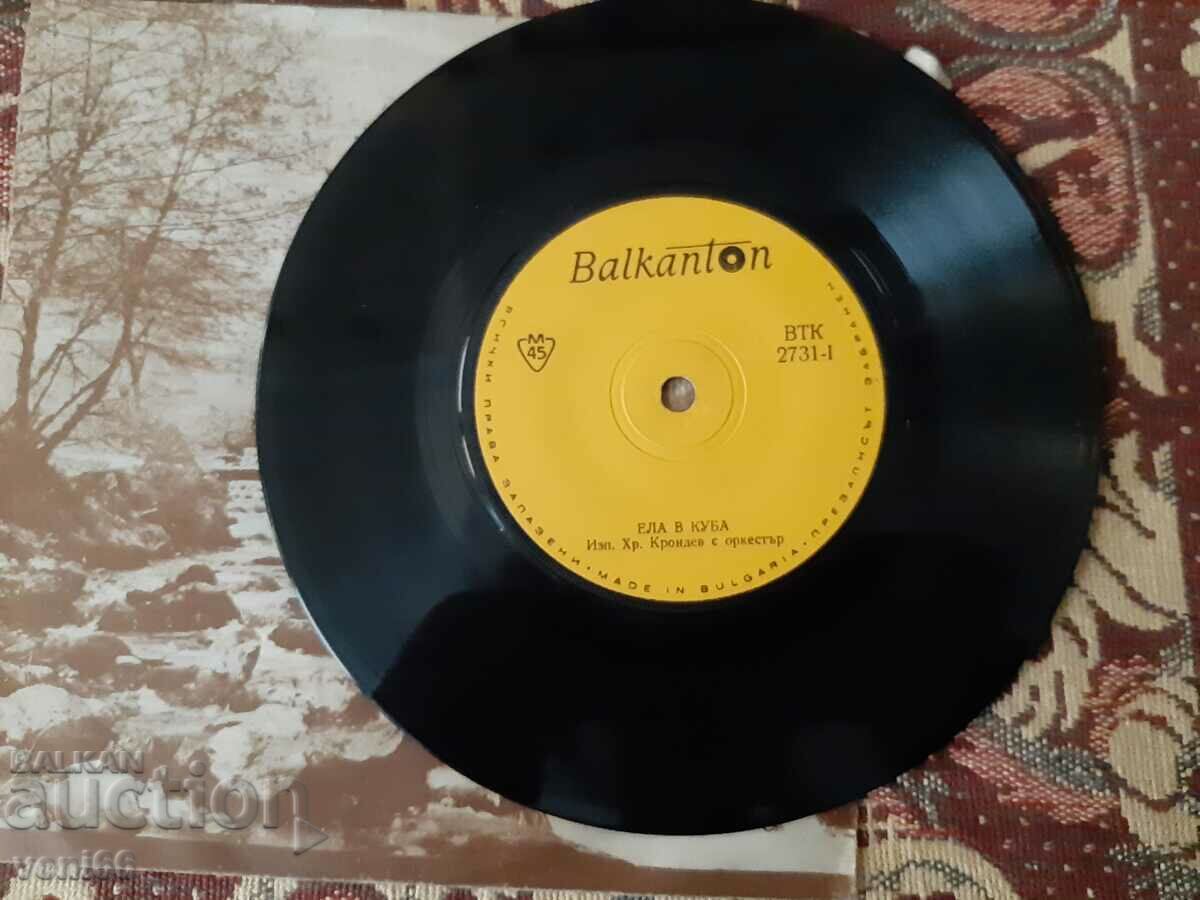 Balkanton
M
45
ВТК
2731-I
ЕЛА В КУБА
Изп. Хр. Крондев с оркестър
ВСИЧКИ ПРАВА ЗАПАЗЕНИ • MADE IN BULGARIA • ПРЕЗАПИСЪТ ЗАБРАНЕН
BALKAN
auction
veni66